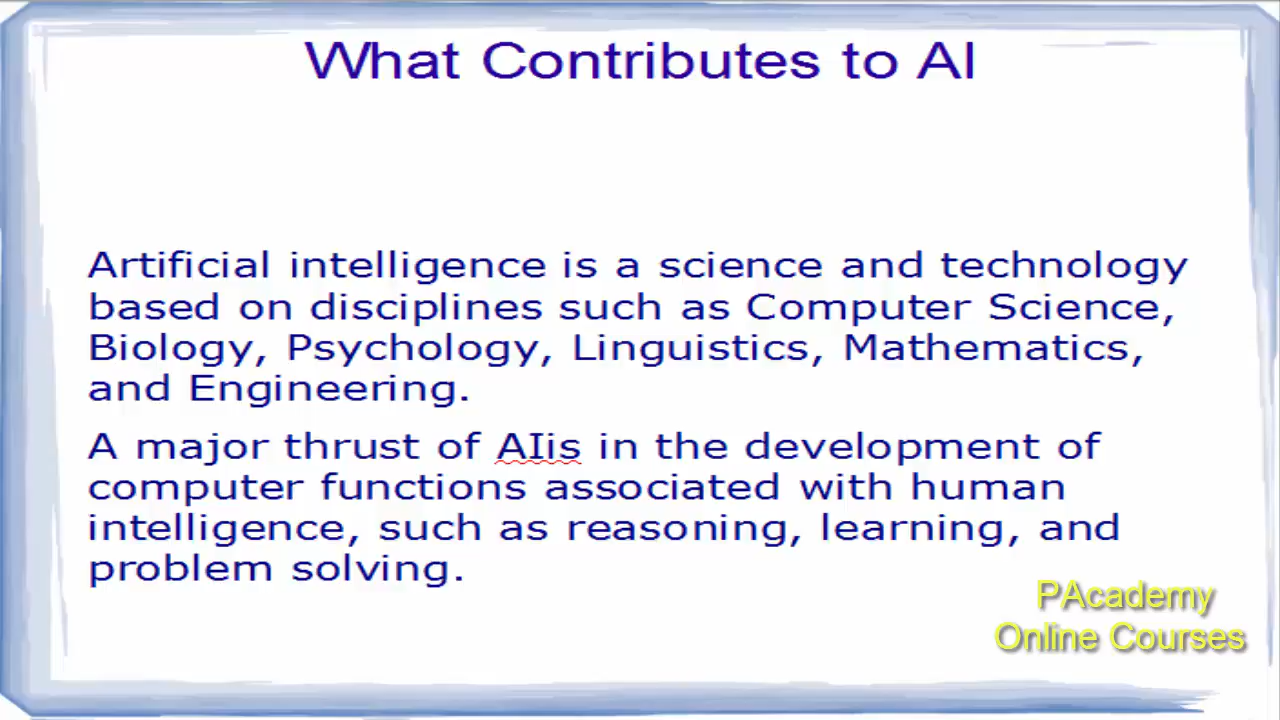 What Contributes to AI
Artificial intelligence is a science and technology
based on disciplines such as Computer Science,
Biology, Psychology, Linguistics, Mathematics,
and Engineering.
A major thrust of AIis in the development of
computer functions associated with human
intelligence, such as reasoning, learning, and
problem solving.
PAcademy
Online Courses